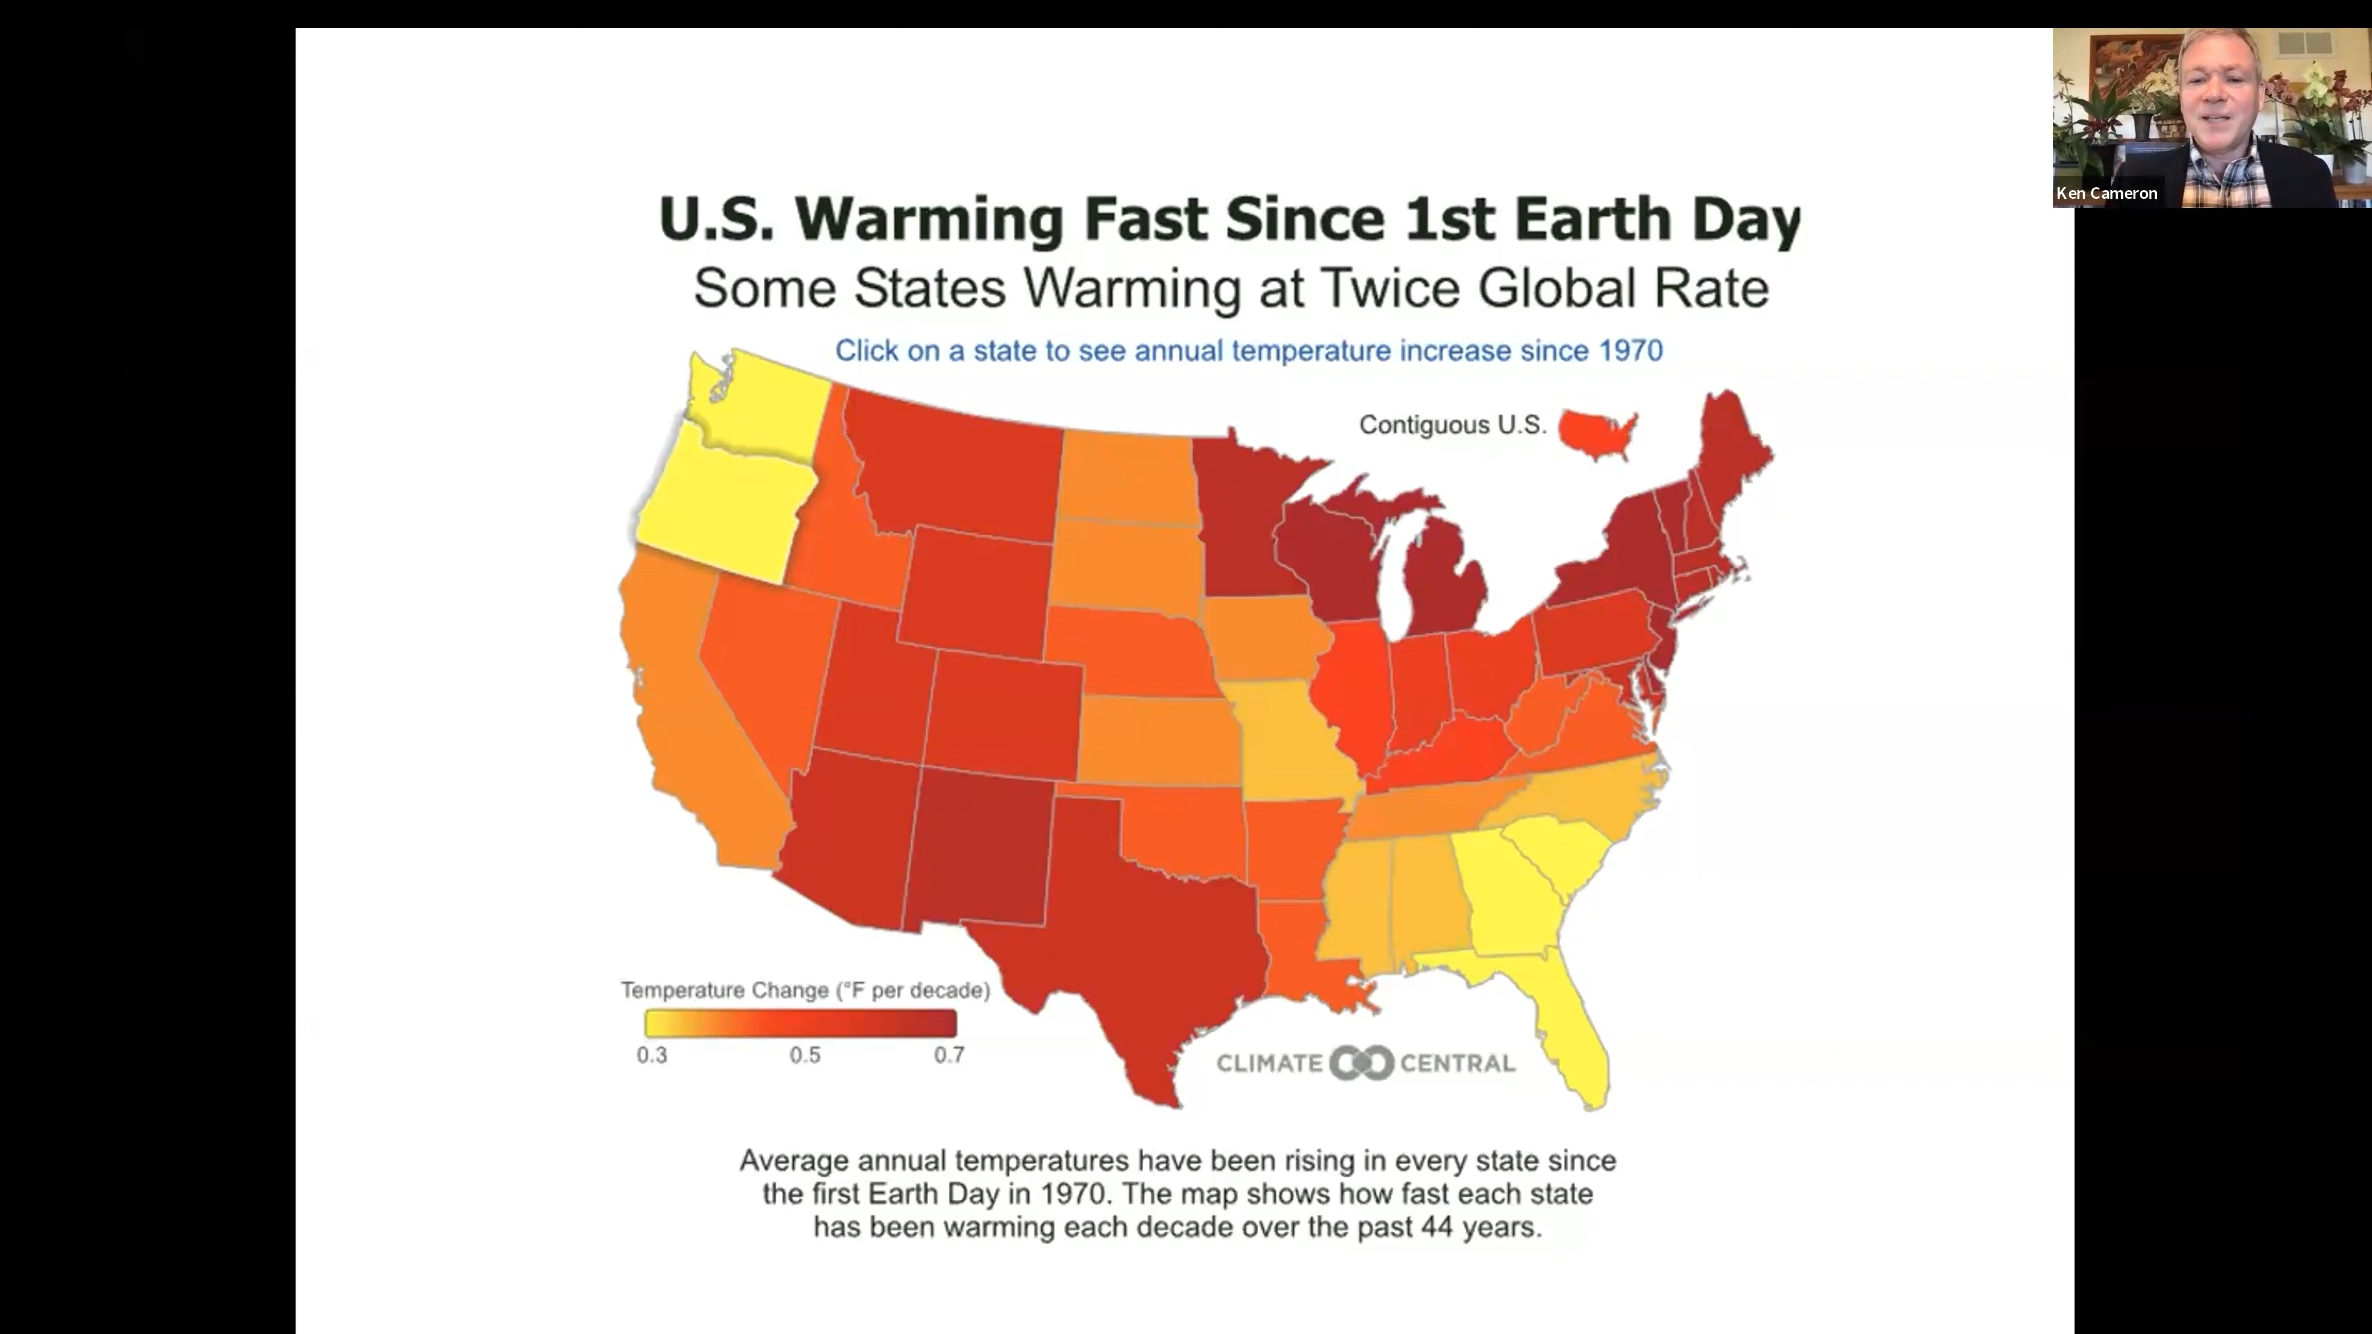 U.S. Warming Fast Since 1st Earth Day
Some States Warming at Twice Global Rate
Click on a state to see annual temperature increase since 1970
Contiguous U.S.
Temperature Change (°F per decade)
0.3 0.5 0.7
CLIMATE CENTRAL
Average annual temperatures have been rising in every state since
the first Earth Day in 1970. The map shows how fast each state
has been warming each decade over the past 44 years.
Ken Cameron